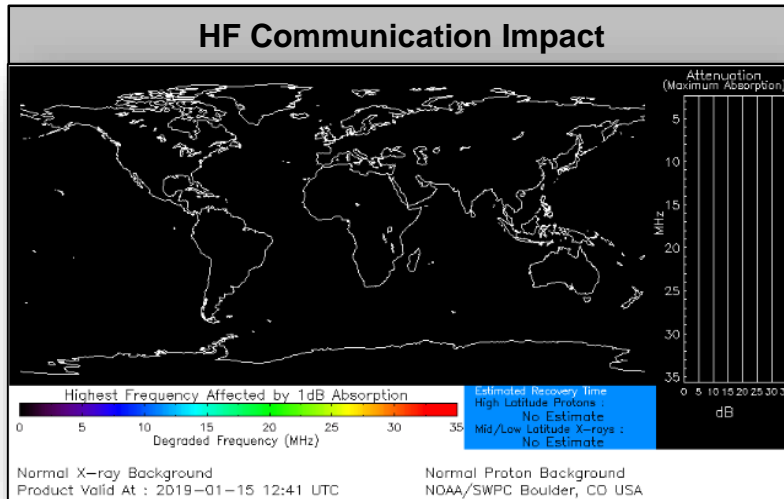 HF Communication Impact
Attenuation
(Maximum Absorption)
5
10
15
20
25
30
35
MHz
0 5 10 15 20 25 30 3
dB
Highest Frequency Affected by 1dB Absorption
0 5 10 15 20 25 30 35
Degraded Frequency (MHz)
Estimated Recovery Time
High Latitude Protons :
No Estimate
Mid/Low Latitude X-rays :
No Estimate
Normal X-ray Background
Product Valid At : 2019-01-15 12:41 UTC
Normal Proton Background
NOAA/SWPC Boulder, CO USA